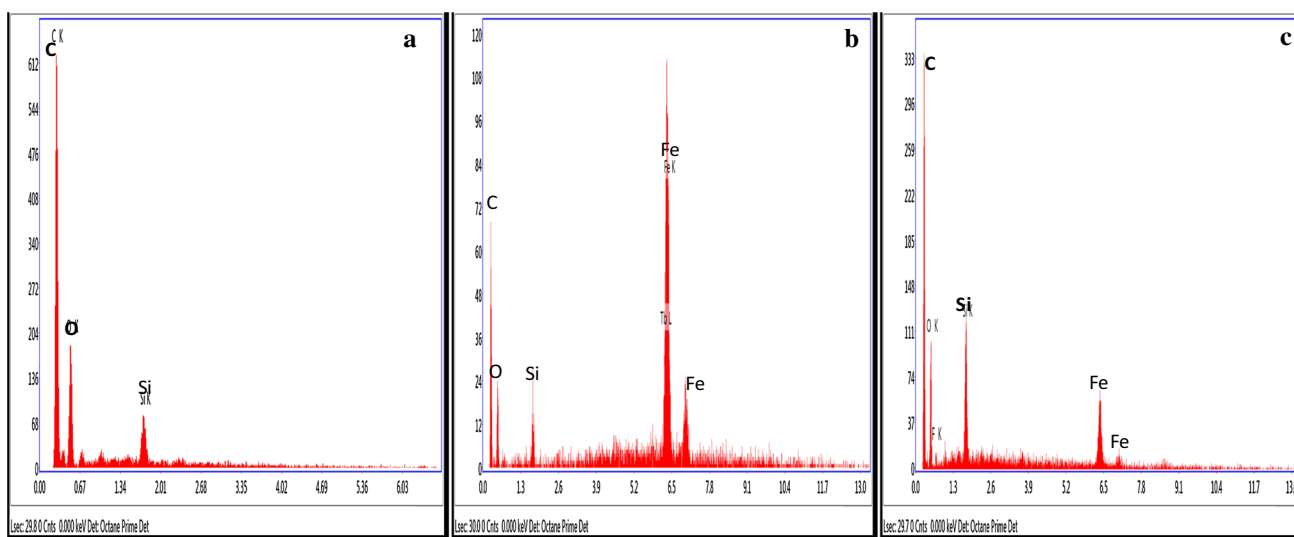 a
C K
C
612
544
476
408
340
272
204
136
68
0
O
Si
Si K
0.00 0.67 1.34 2.01 2.68 3.35 4.02 4.69 5.36 6.03
Lsec: 29.8 0 Cnts 0.000 keV Det: Octane Prime Det
b
120
108
96
84
72
60
48
36
24
12
0
Fe
Fe K
C
Tb L
O
Si
Fe
0.0 1.3 2.6 3.9 5.2 6.5 7.8 9.1 10.4 11.7 13.0
Lsec: 30.0 0 Cnts 0.000 keV Det: Octane Prime Det
c
333
296
259
222
185
148
111
74
37
0
C
Si
O K
Fe
F K
Fe
0.0 1.3 2.6 3.9 5.2 6.5 7.8 9.1 10.4 11.7 13.
Lsec: 29.7 0 Cnts 0.000 keV Det: Octane Prime Det